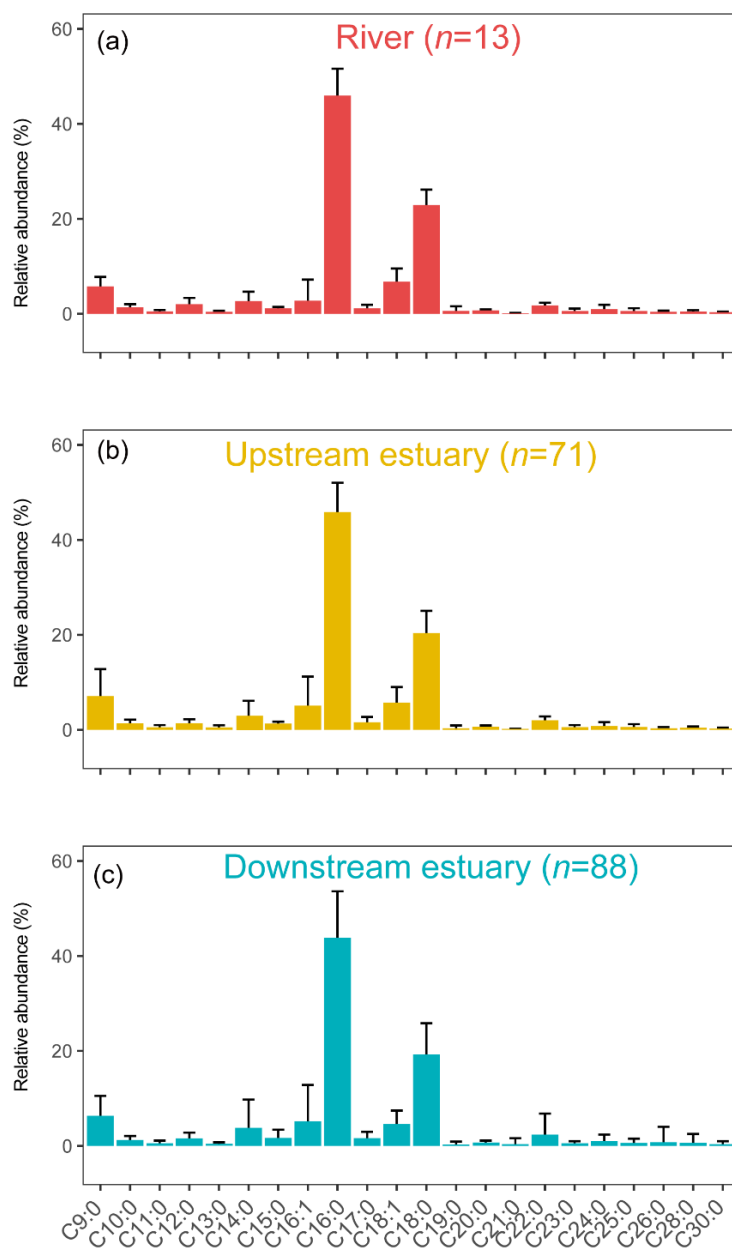 (a)
River (n=13)
Relative abundance (%)
60
40
20
0
(b)
Upstream estuary (n=71)
Relative abundance (%)
60
40
20
0
(c)
Downstream estuary (n=88)
Relative abundance (%)
60
40
20
0
C9:0
C10:0
C11:0
C12:0
C13:0
C14:0
C15:0
C16:1
C16:0
C17:0
C18:1
C18:0
C19:0
C20:0
C21:0
C22:0
C23:0
C24:0
C25:0
C26:0
C28:0
C30:0